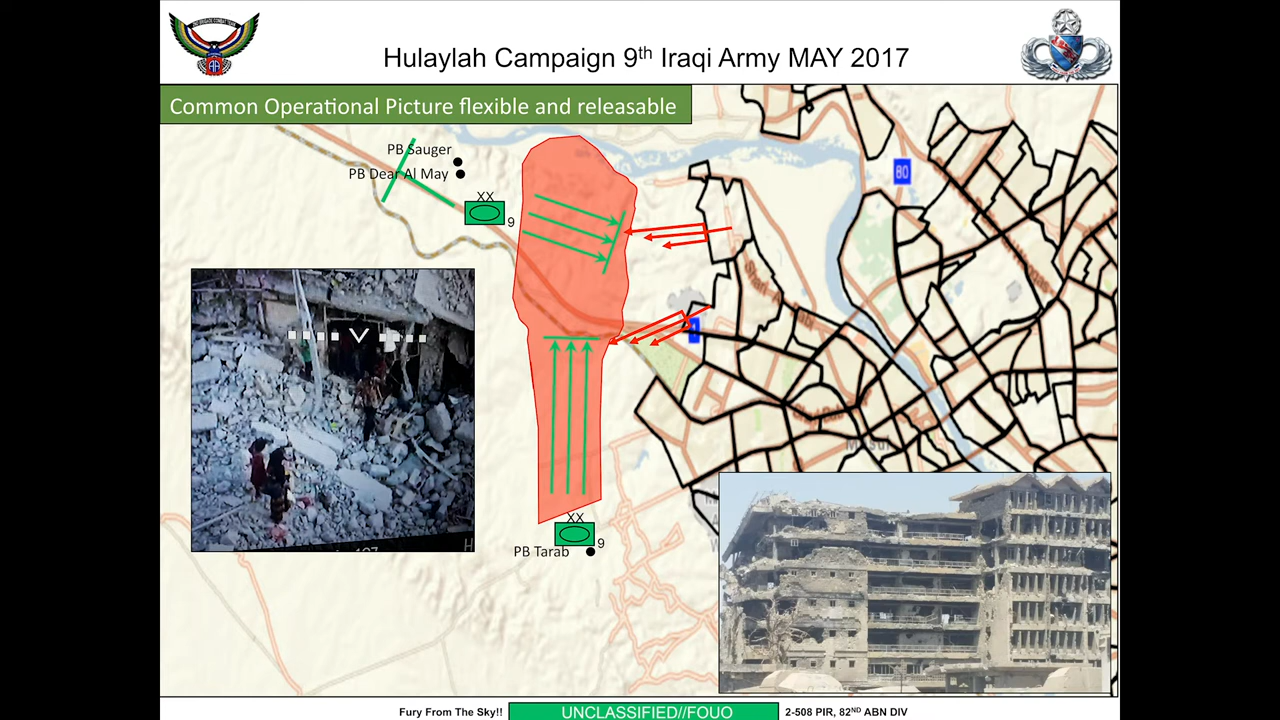 Hulaylah Campaign 9th Iraqi Army MAY 2017
Common Operational Picture flexible and releasable
PB Sauger
PB Dear Al May
XX
9
80
1
XX
9
PB Tarab
Fury From The Sky!!
UNCLASSIFIED//FOUO
2-508 PIR, 82ND ABN DIV